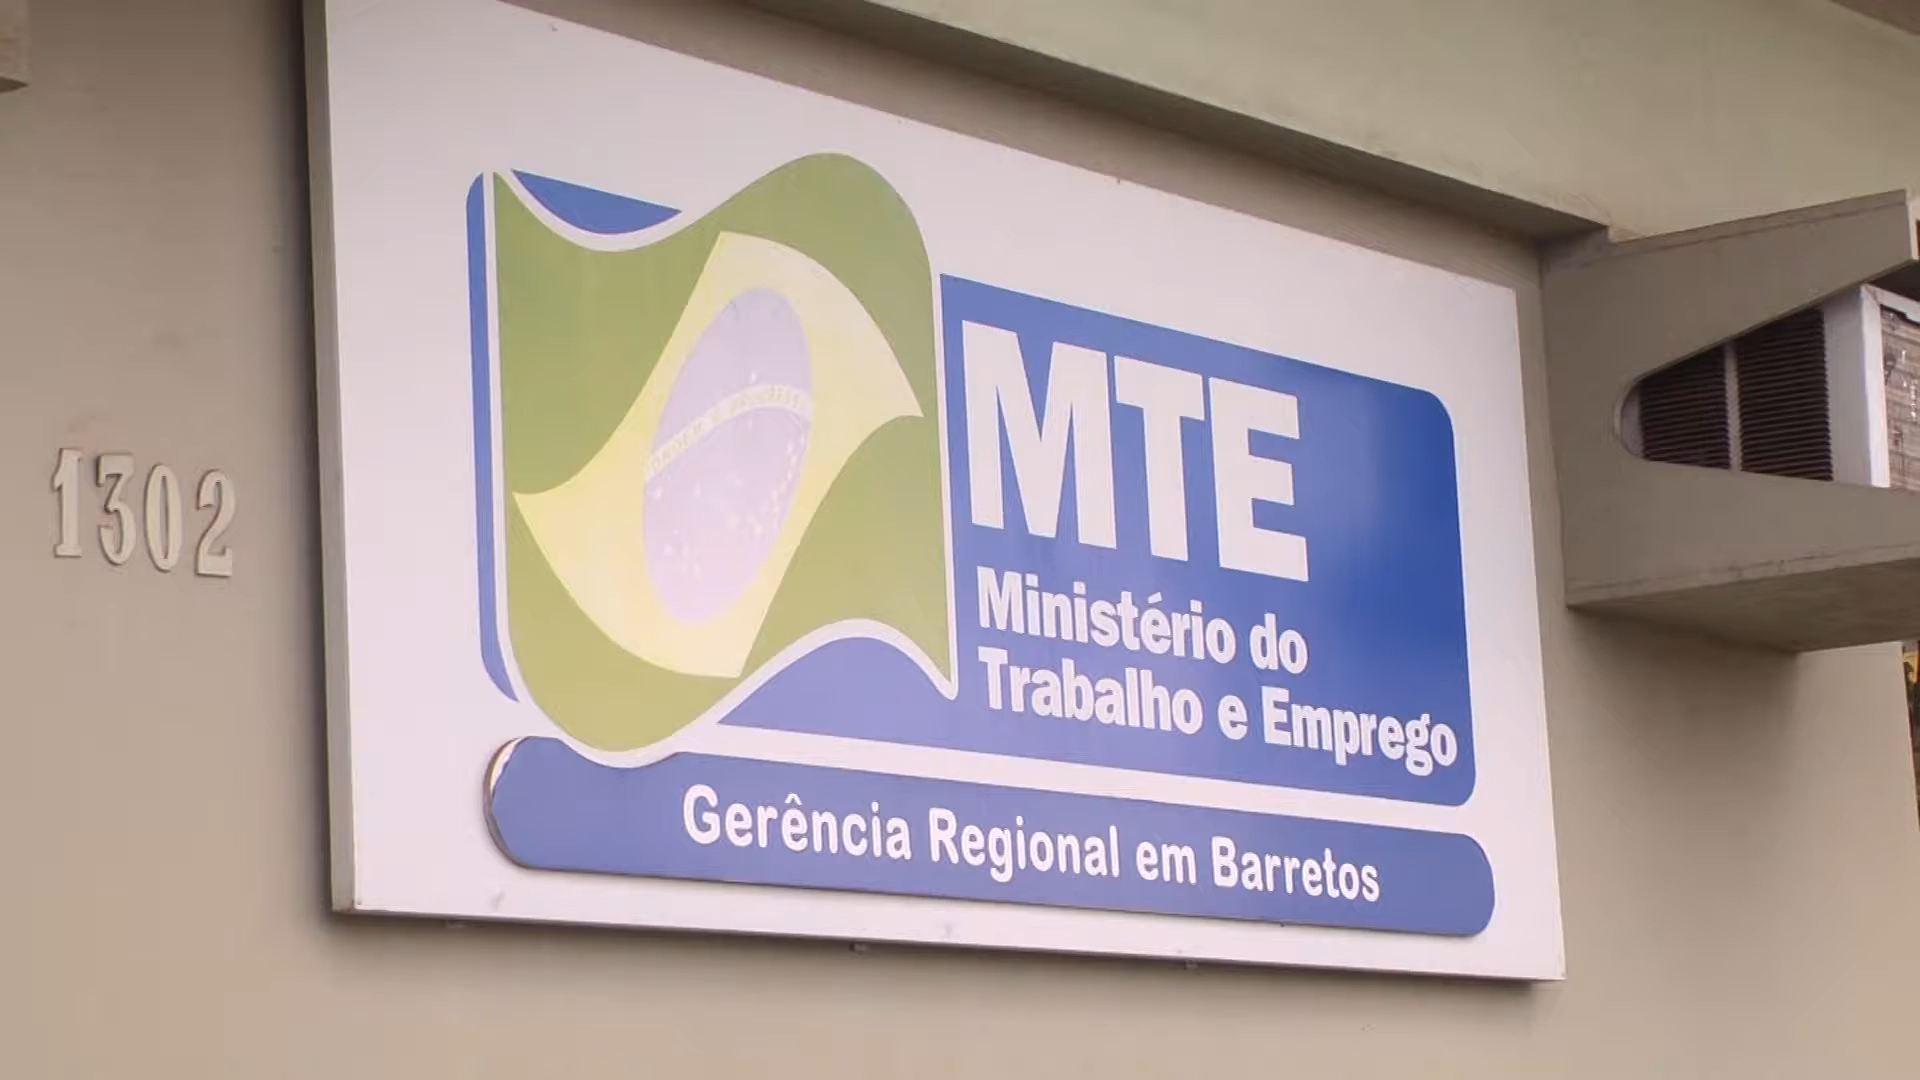 1302
MTE
Ministério do
Trabalho e Emprego
Gerência Regional em Barretos